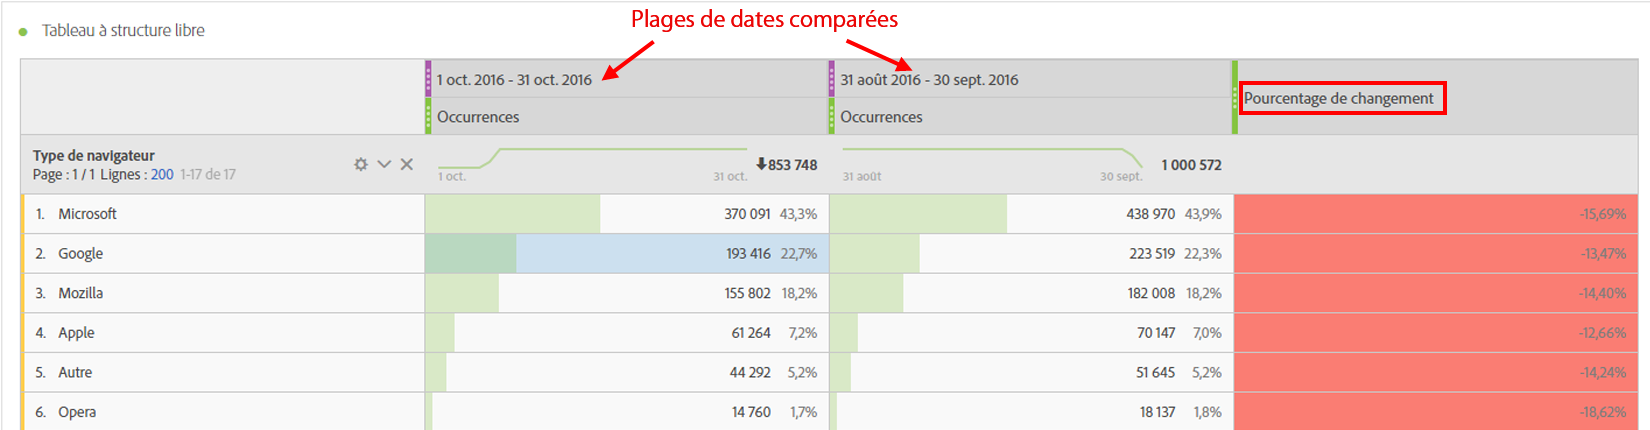 Plages de dates comparées
Tableau à structure libre
1 oct. 2016 - 31 oct. 2016 31 août 2016 - 30 sept. 2016
Pourcentage de changement
Occurrences Occurrences
Type de navigateur
Page : 1 / 1 Lignes : 200 1-17 de 17
853 748 1 000 572
1 oct. 31 oct. 31 août 30 sept.
1. Microsoft 370 091 43,3% 438 970 43,9% -15,69%
2. Google 193 416 22,7% 223 519 22,3% -13,47%
3. Mozilla 155 802 18,2% 182 008 18,2% -14,40%
4. Apple 61 264 7,2% 70 147 7,0% -12,66%
5. Autre 44 292 5,2% 51 645 5,2% -14,24%
6. Opera 14 760 1,7% 18 137 1,8% -18,62%